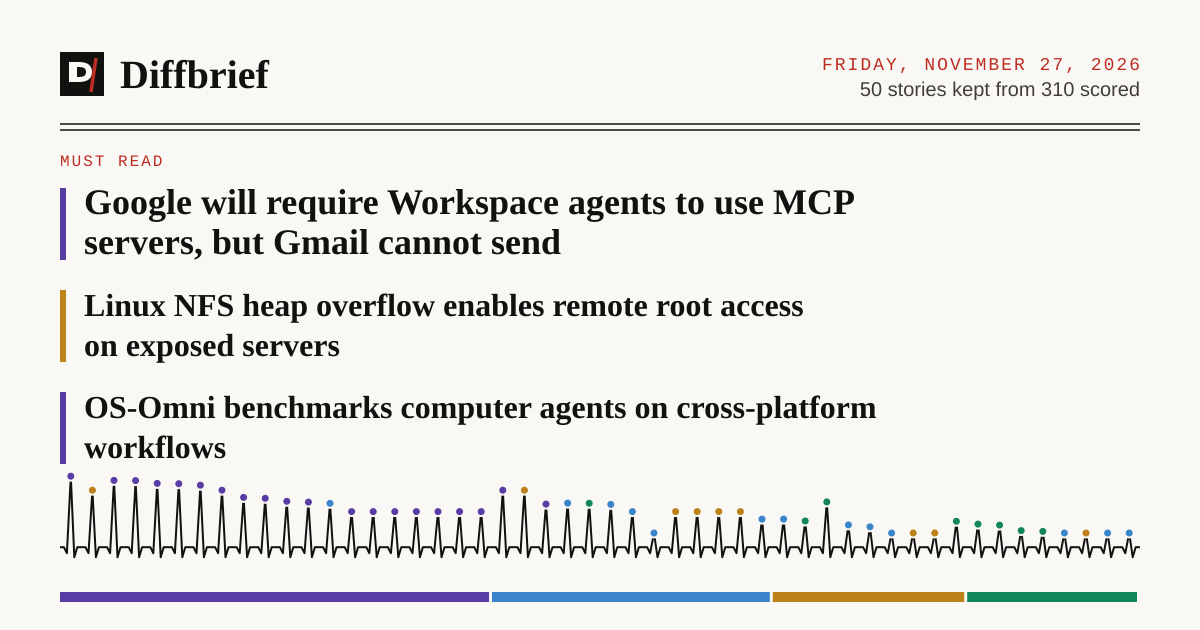 D
Diffbrief
FRIDAY, NOVEMBER 27, 2026
50 stories kept from 310 scored
MUST READ
Google will require Workspace agents to use MCP
servers, but Gmail cannot send
Linux NFS heap overflow enables remote root access
on exposed servers
OS-Omni benchmarks computer agents on cross-platform
workflows